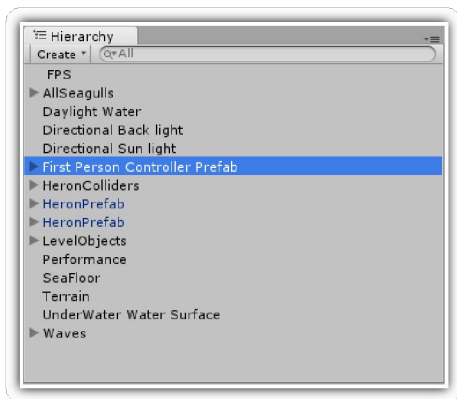 Hierarchy
Create All
FPS
AllSeagulls
Daylight Water
Directional Back light
Directional Sun light
First Person Controller Prefab
HeronColliders
HeronPrefab
HeronPrefab
LevelObjects
Performance
SeaFloor
Terrain
UnderWater Water Surface
Waves